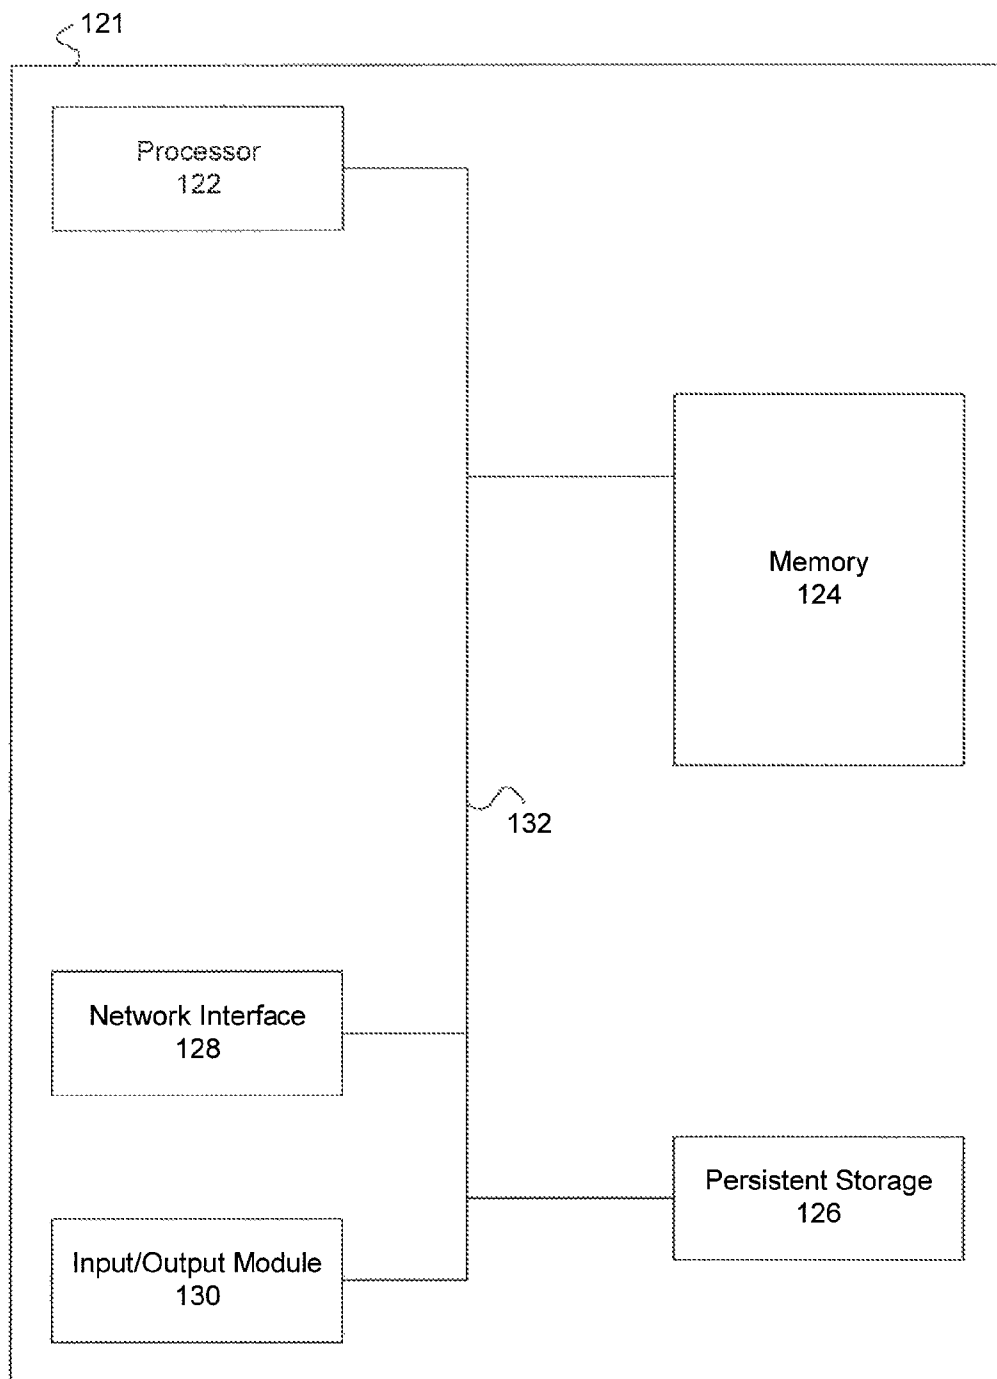 121
Processor
122
Memory
124
132
Network Interface
128
Persistent Storage
126
Input/Output Module
130